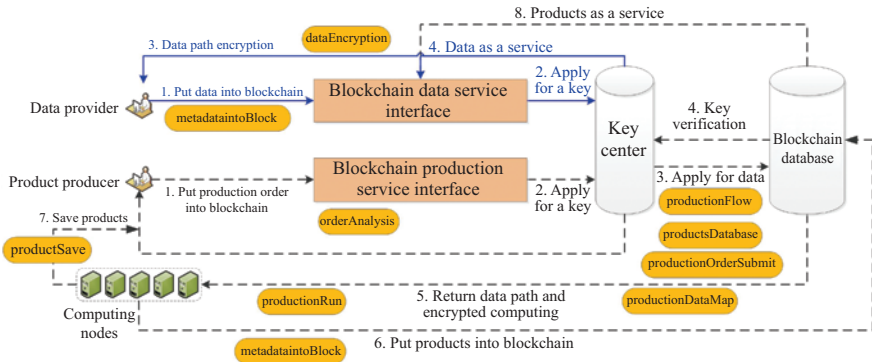 8. Products as a service
dataEncryption
3. Data path encryption
4. Data as a service
1. Put data into blockchain
Blockchain data service
interface
2. Apply
for a key
Data provider
metadataintoBlock
Key
center
4. Key
verification
Blockchain
database
Product producer
1. Put production order
into blockchain
Blockchain production
service interface
2. Apply
for a key
3. Apply for data
productionFlow
7. Save products
orderAnalysis
productsDatabase
productSave
productionOrderSubmit
productionRun
5. Return data path and
encrypted computing
productionDataMap
Computing
nodes
metadataintoBlock
6. Put products into blockchain